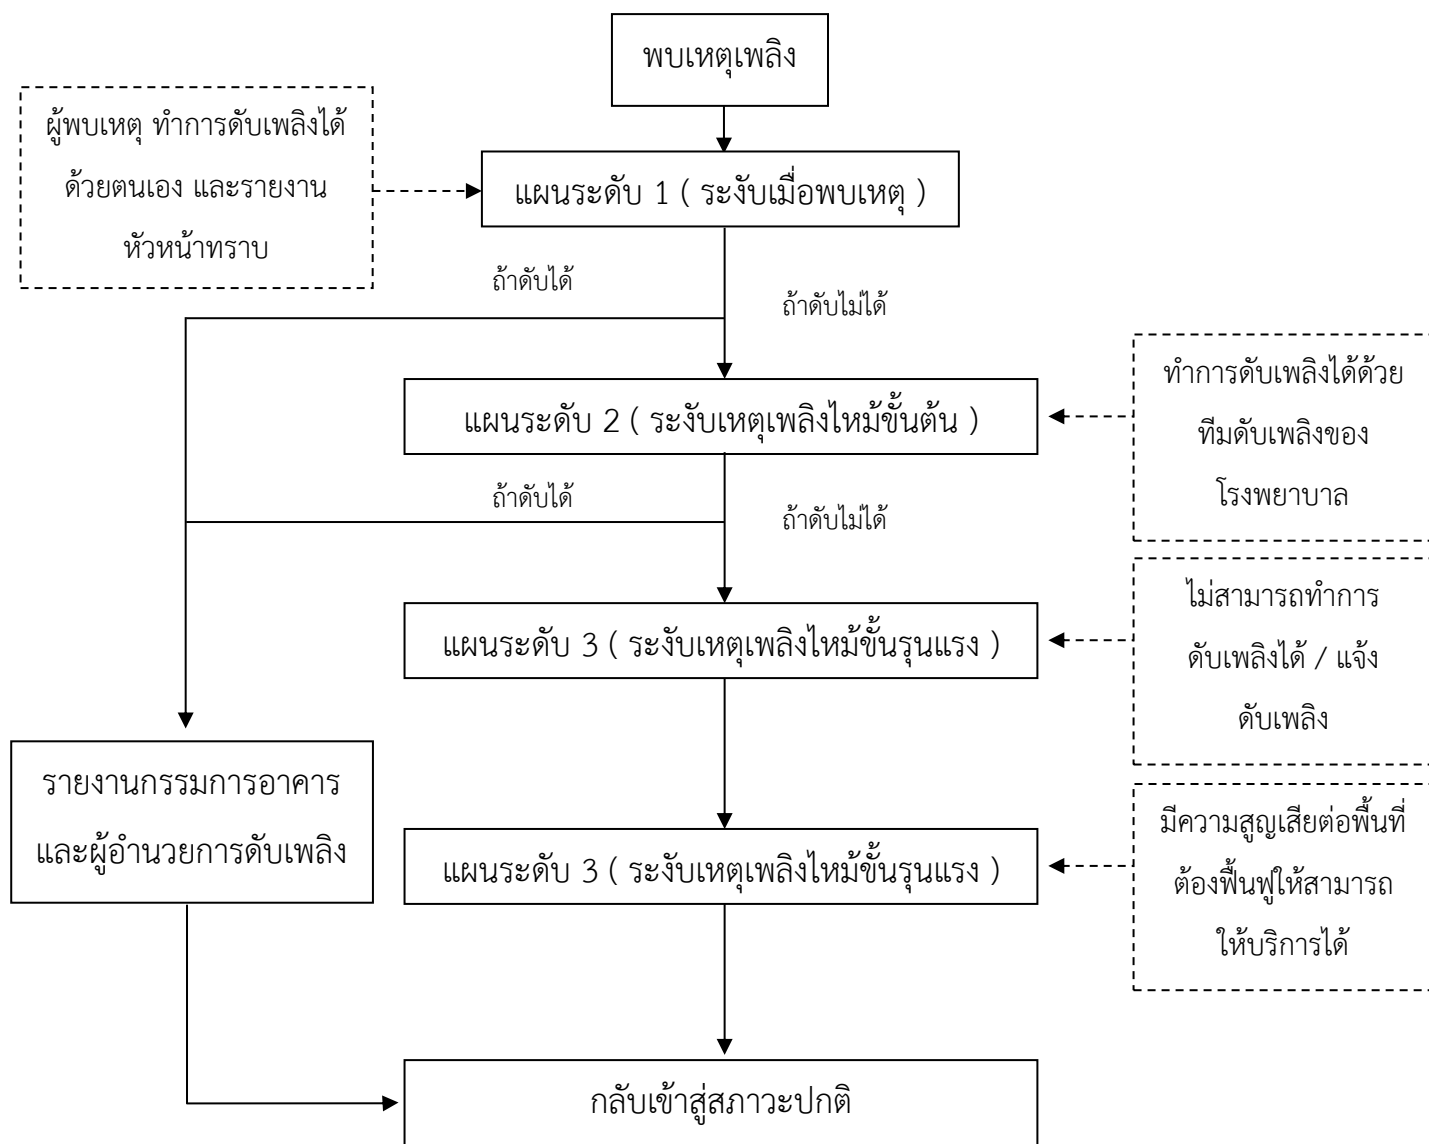 พบเหตุเพลิง
ผู้พบเหตุ ทำการดับเพลิงได้
ด้วยตนเอง และรายงาน
หัวหน้าทราบ
แผนระดับ 1 ( ระงับเมื่อพบเหตุ )
ถ้าดับได้
ถ้าดับไม่ได้
แผนระดับ 2 ( ระงับเหตุเพลิงไหม้ขั้นต้น )
ทำการดับเพลิงได้ด้วย
ทีมดับเพลิงของ
โรงพยาบาล
ถ้าดับได้
ถ้าดับไม่ได้
แผนระดับ 3 ( ระงับเหตุเพลิงไหม้ขั้นรุนแรง )
ไม่สามารถทำการ
ดับเพลิงได้ / แจ้ง
ดับเพลิง
รายงานกรรมการอาคาร
และผู้อำนวยการดับเพลิง
แผนระดับ 3 ( ระงับเหตุเพลิงไหม้ขั้นรุนแรง )
มีความสูญเสียต่อพื้นที่
ต้องฟื้นฟูให้สามารถ
ให้บริการได้
กลับเข้าสู่สภาวะปกติ